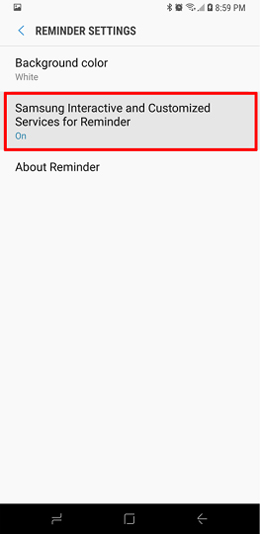 8:59 PM
REMINDER SETTINGS
Background color
White
Samsung Interactive and Customized
Services for Reminder
On
About Reminder